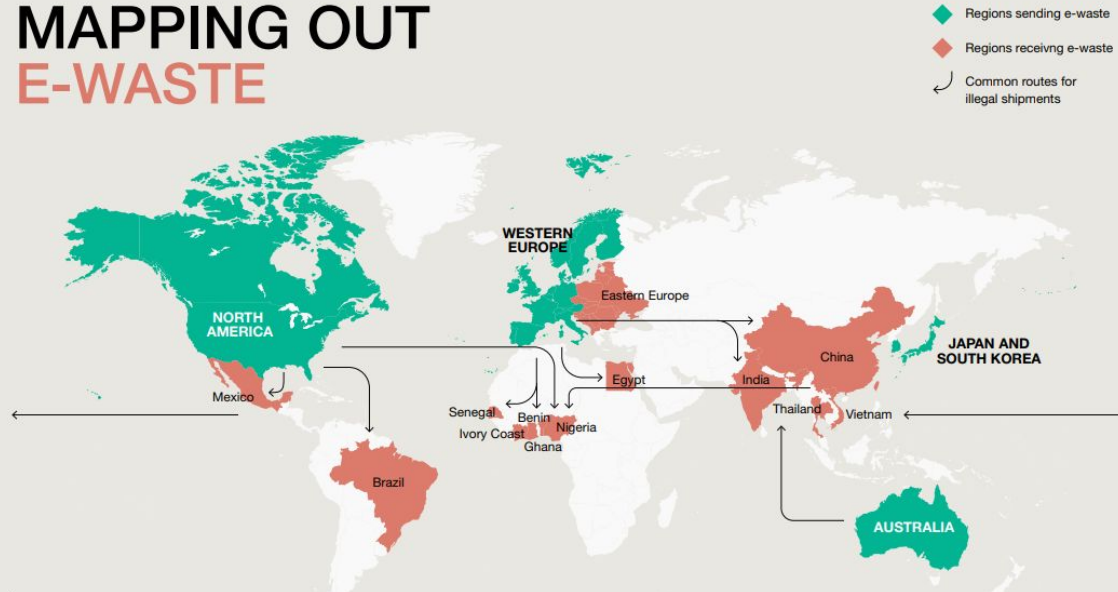 MAPPING OUT
E-WASTE
Regions sending e-waste
Regions receivng e-waste
Common routes for
illegal shipments
WESTERN
EUROPE
Eastern Europe
NORTH
AMERICA
JAPAN AND
SOUTH KOREA
China
Mexico
Egypt
India
Senegal
Benin
Thailand
Vietnam
Ivory Coast
Nigeria
Ghana
Brazil
AUSTRALIA